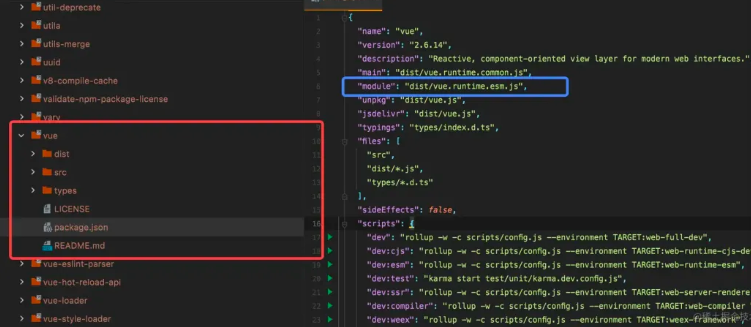 util-deprecate
utila
utils-merge
uuid
v8-compile-cache
validate-npm-package-license
vary
vue
dist
src
types
LICENSE
package.json
README.md
vue-eslint-parser
vue-hot-reload-api
vue-loader
vue-style-loader
1 {
2 "name": "vue",
3 "version": "2.6.14",
4 "description": "Reactive, component-oriented view layer for modern web interfaces."
5 "main": "dist/vue.runtime.common.js",
6 "module": "dist/vue.runtime.esm.js",
7 "unpkg": "dist/vue.js",
8 "jsdelivr": "dist/vue.js",
9 "typings": "types/index.d.ts",
10 "files": [
11 "src",
12 "dist/*.js",
13 "types/*.d.ts"
14 ],
15 "sideEffects": false,
16 "scripts": {
17 "dev": "rollup -w -c scripts/config.js --environment TARGET:web-full-dev",
18 "dev:cjs": "rollup -w -c scripts/config.js --environment TARGET:web-runtime-cjs-dev
19 "dev:esm": "rollup -w -c scripts/config.js --environment TARGET:web-runtime-esm",
20 "dev:test": "karma start test/unit/karma.dev.config.js",
21 "dev:ssr": "rollup -w -c scripts/config.js --environment TARGET:web-server-rendere
22 "dev:compiler": "rollup -w -c scripts/config.js --environment TARGET:web-compiler
23 "dev:weex": "rollup -w -c scripts/config.js --environment TARGET:weex-framework